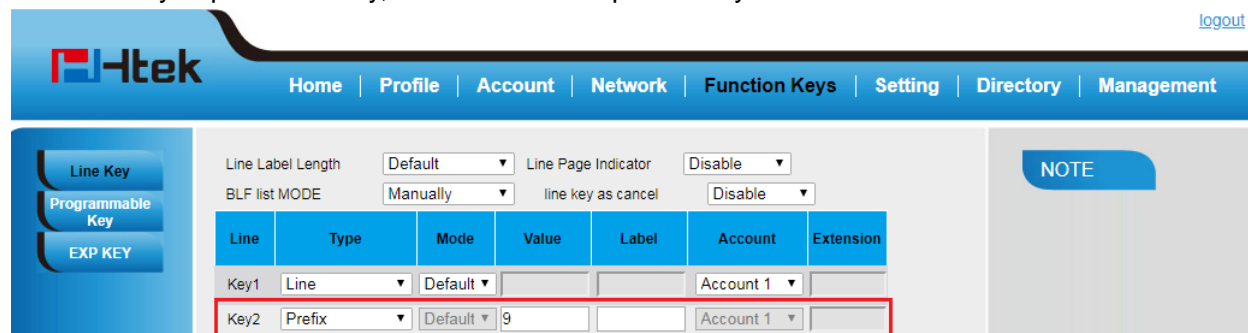 logout
Htek
Home | Profile | Account | Network | Function Keys | Setting | Directory | Management
Line Key
Programmable Key
EXP KEY
Line Label Length Default Line Page Indicator Disable
BLF list MODE Manually line key as cancel Disable
Line Type Mode Value Label Account Extension
Key1 Line Default Account 1
Key2 Prefix Default 9 Account 1
NOTE